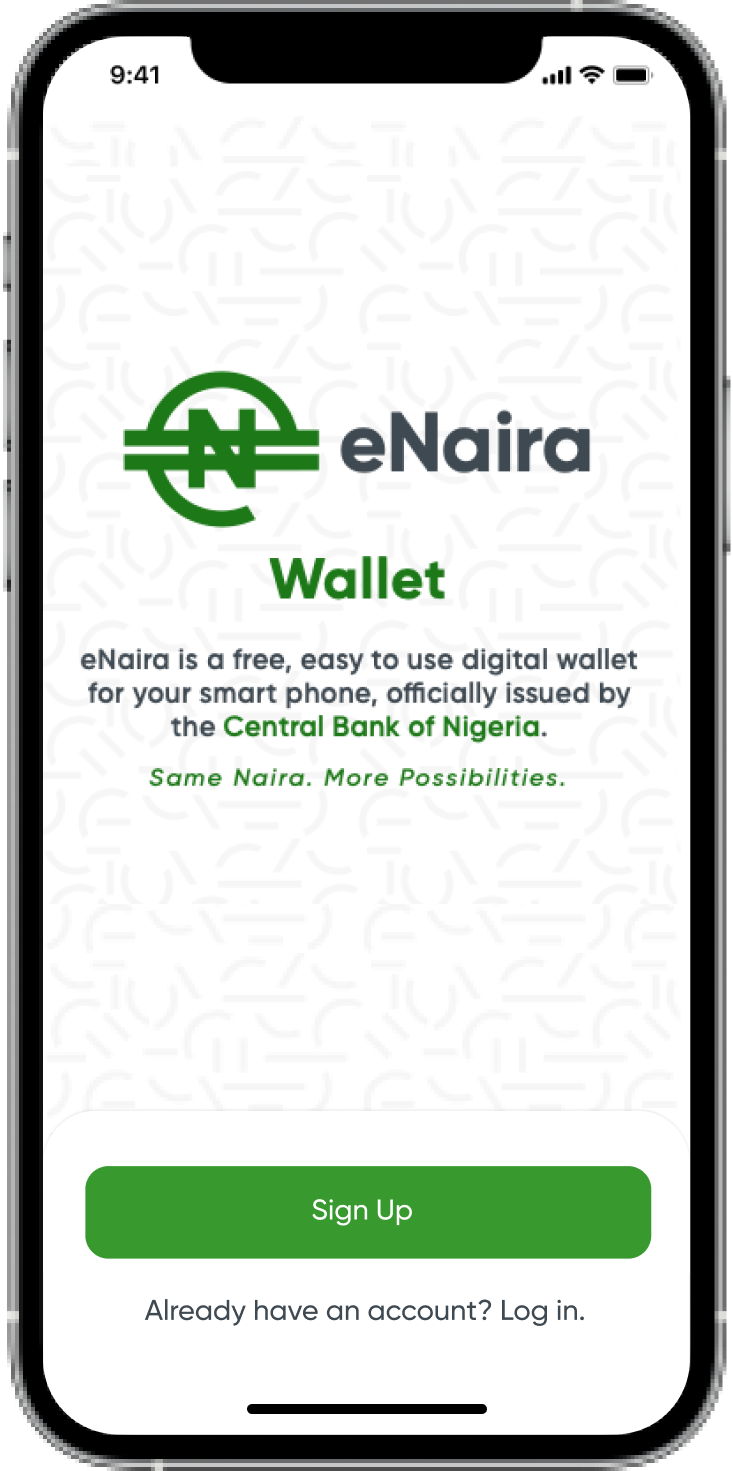 9:41
eNaira
Wallet
eNaira is a free, easy to use digital wallet
for your smart phone, officially issued by
the Central Bank of Nigeria.
Same Naira. More Possibilities.
Sign Up
Already have an account? Log in.